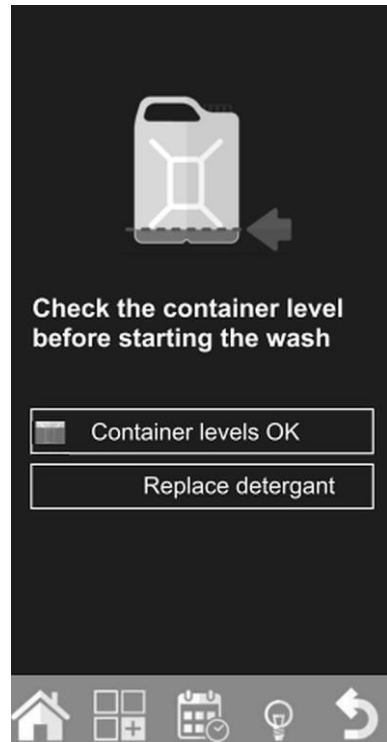 Check the container level
before starting the wash
Container levels OK
Replace detergant